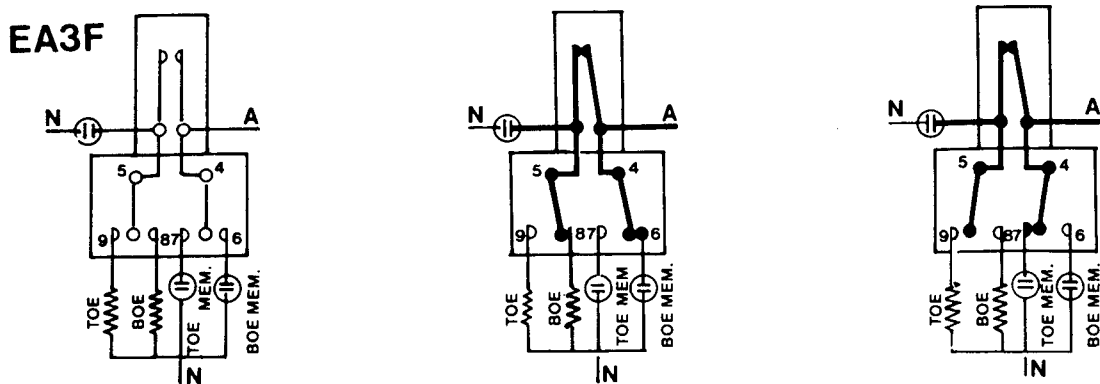 EA3F
N A
5 4
9 87 6
TOE
BOE
TOE MEM.
BOE MEM.
N
N A
5 4
9 87 6
TOE
BOE
TOE MEM
BOE MEM.
N
N A
5 4
9 87 6
TOE
BOE
TOE MEM.
BOE MEM.
N